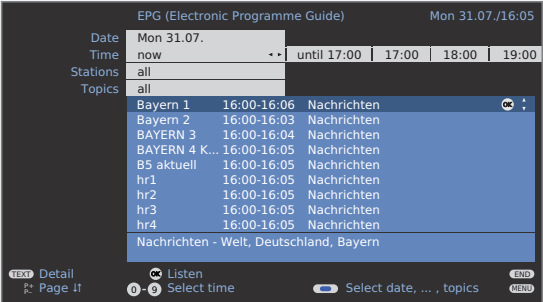 EPG (Electronic Programme Guide) Mon 31.07./16:05
Date Mon 31.07.
Time now until 17:00 17:00 18:00 19:00
Stations all
Topics all
Bayern 1 16:00-16:06 Nachrichten OK
Bayern 2 16:00-16:03 Nachrichten
BAYERN 3 16:00-16:04 Nachrichten
BAYERN 4 K... 16:00-16:05 Nachrichten
B5 aktuell 16:00-16:05 Nachrichten
hr1 16:00-16:05 Nachrichten
hr2 16:00-16:05 Nachrichten
hr3 16:00-16:05 Nachrichten
hr4 16:00-16:05 Nachrichten
Nachrichten - Welt, Deutschland, Bayern
TEXT Detail OK Listen END
P+ P- Page ↓↑ 0-9 Select time Select date, ... , topics MENU